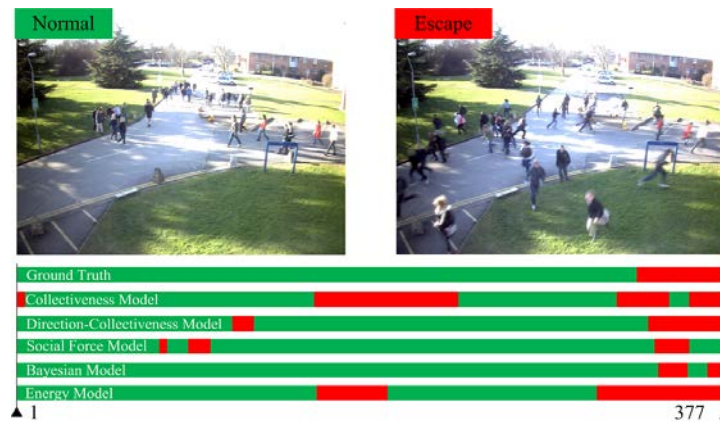 Normal
Escape
Ground Truth
Collectiveness Model
Direction-Collectiveness Model
Social Force Model
Bayesian Model
Energy Model
1
377